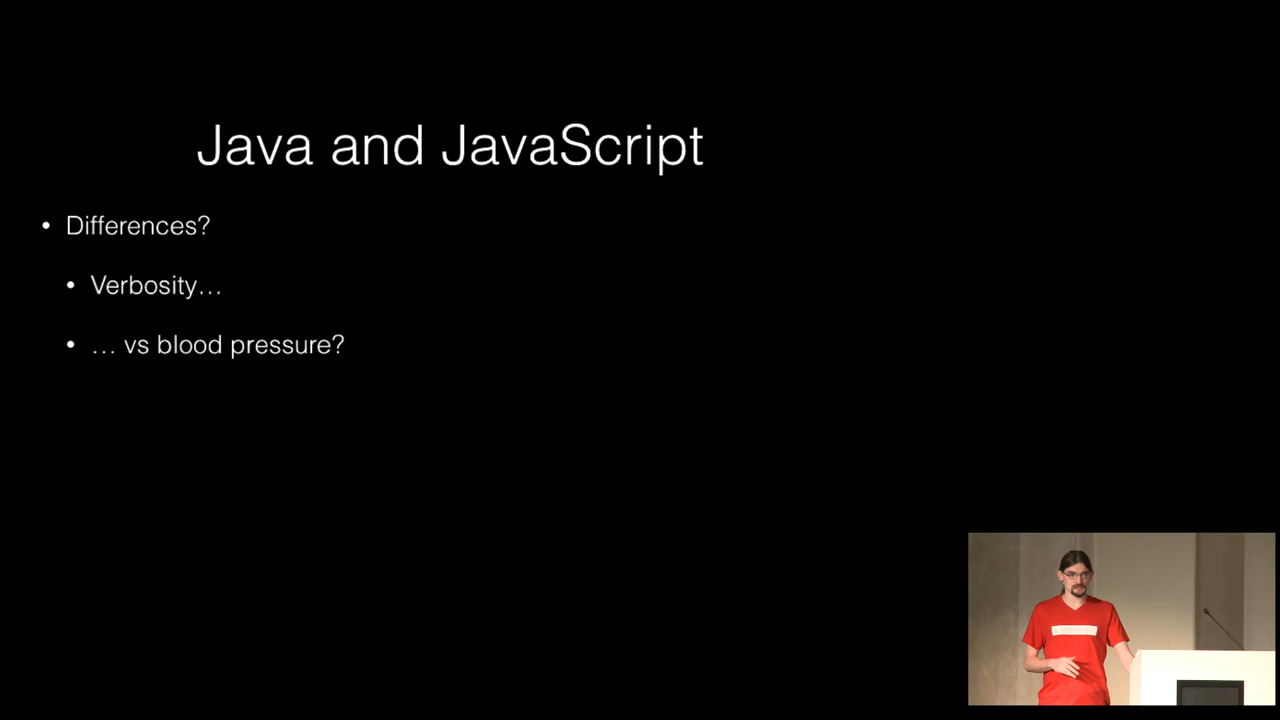 Java and JavaScript
• Differences?
• Verbosity…
• … vs blood pressure?